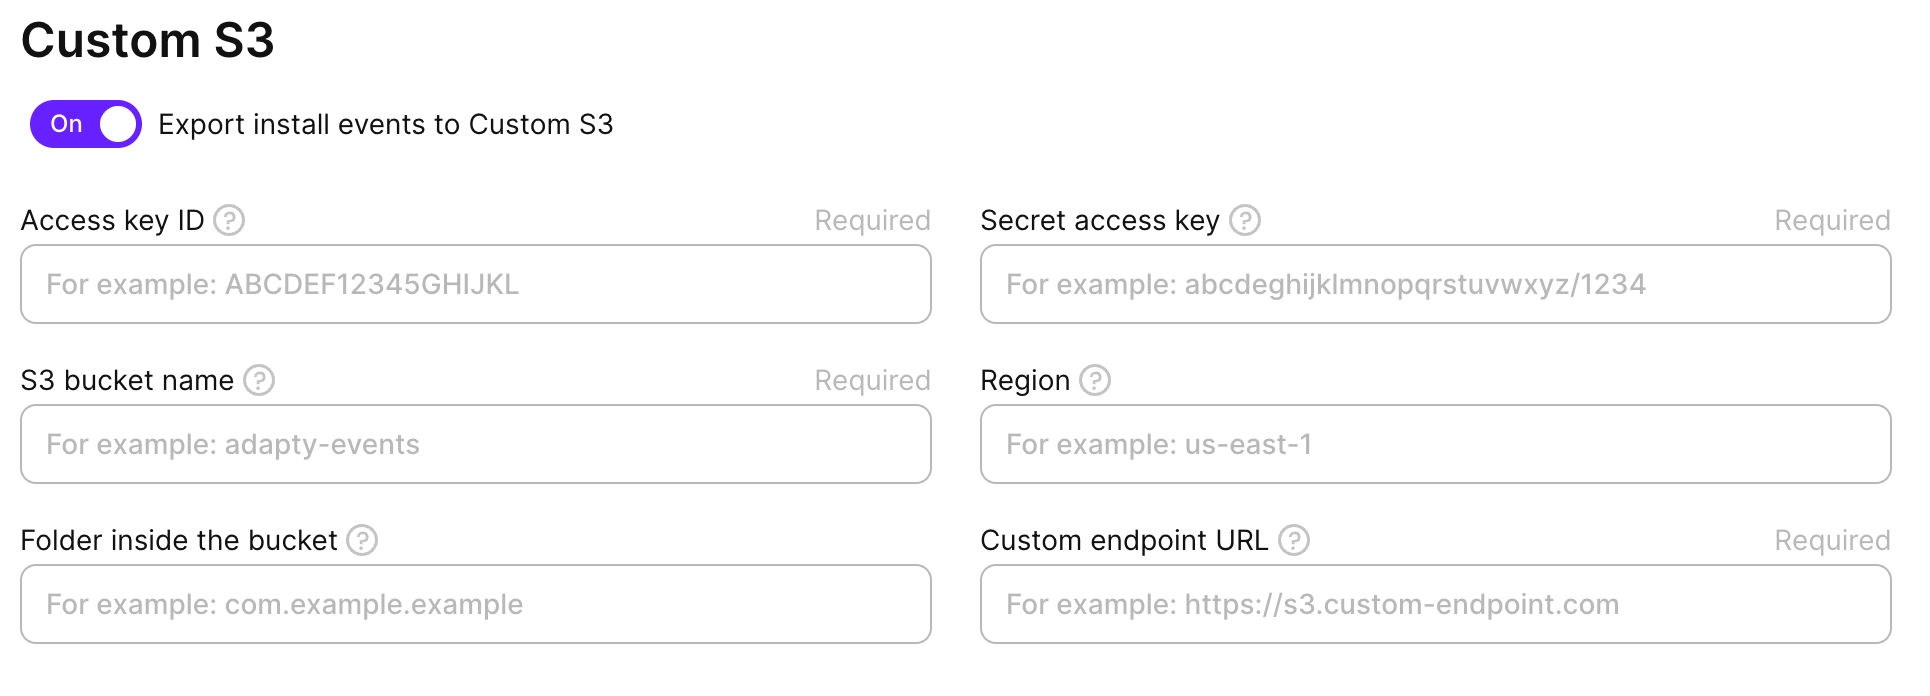 Custom S3
On Export install events to Custom S3
Access key ID ? Required
For example: ABCDEF12345GHIJKL
Secret access key ? Required
For example: abcdeghijklmnopqrstuvwxyz/1234
S3 bucket name ? Required
For example: adapty-events
Region ?
For example: us-east-1
Folder inside the bucket ?
For example: com.example.example
Custom endpoint URL ? Required
For example: https://s3.custom-endpoint.com